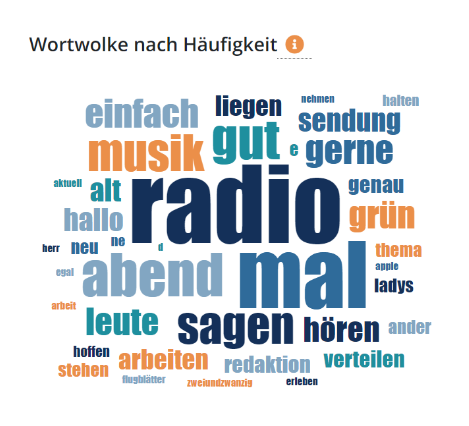 Wortwolke nach Häufigkeit i
nehmen
halten
einfach
liegen
sendung
musik
gut
e
gerne
aktuell
alt
radio
genau
hallo
grün
herr
neu
ne
d
thema
egal
abend
mal
apple
ladys
arbeit
leute
sagen
hören
ander
hoffen
arbeiten
redaktion
verteilen
stehen
flugblätter
zweiundzwanzig
erleben